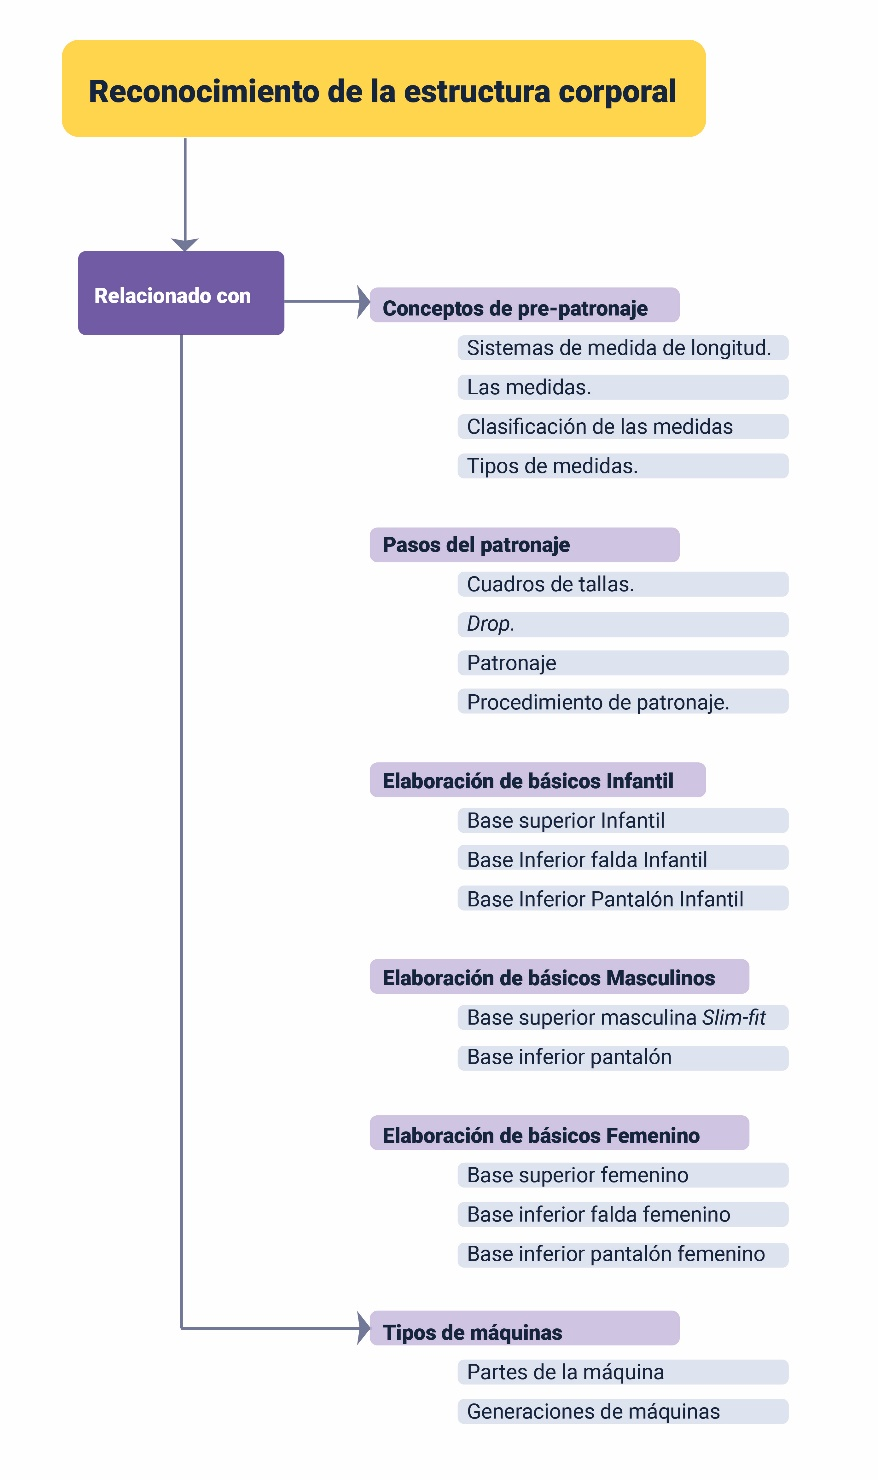 Reconocimiento de la estructura corporal
Relacionado con
Conceptos de pre-patronaje
Sistemas de medida de longitud.
Las medidas.
Clasificación de las medidas
Tipos de medidas.
Pasos del patronaje
Cuadros de tallas.
Drop.
Patronaje
Procedimiento de patronaje.
Elaboración de básicos Infantil
Base superior Infantil
Base Inferior falda Infantil
Base Inferior Pantalón Infantil
Elaboración de básicos Masculinos
Base superior masculina Slim-fit
Base inferior pantalón
Elaboración de básicos Femenino
Base superior femenino
Base inferior falda femenino
Base inferior pantalón femenino
Tipos de máquinas
Partes de la máquina
Generaciones de máquinas